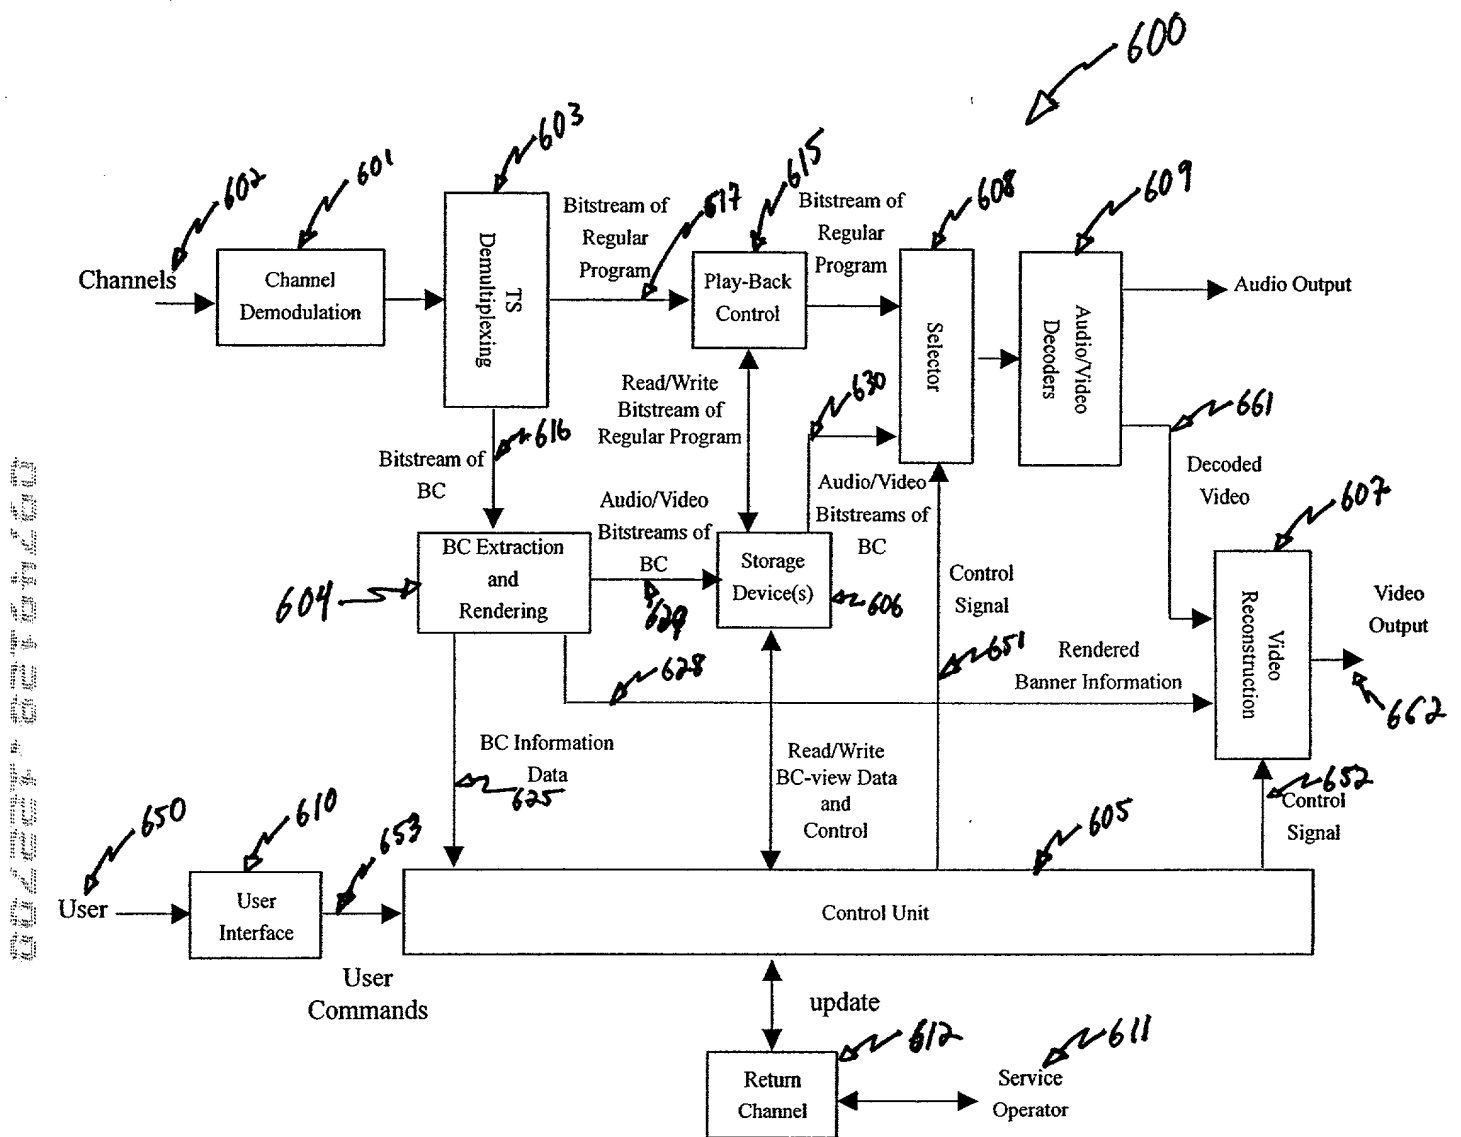 600
603
615
601
602
Bitstream of
Regular
Program
617
Bitstream of
Regular
Program
608
609
Channels
Channel
Demodulation
TS
Demultiplexing
Play-Back
Control
Selector
Audio/Video
Decoders
Audio Output
Read/Write
Bitstream of
Regular Program
630
661
616
Bitstream of
BC
Decoded
Video
607
Audio/Video
Bitstreams of
BC
Audio/Video
Bitstreams of
BC
BC Extraction
and
Rendering
604
Storage
Device(s)
606
Control
Signal
Video
Reconstruction
Video
Output
651
628
Rendered
Banner Information
662
BC Information
Data
625
Read/Write
BC-view Data
and
Control
652
Control
Signal
650
610
653
605
User
User
Interface
Control Unit
User
Commands
update
612
611
Return
Channel
Service
Operator